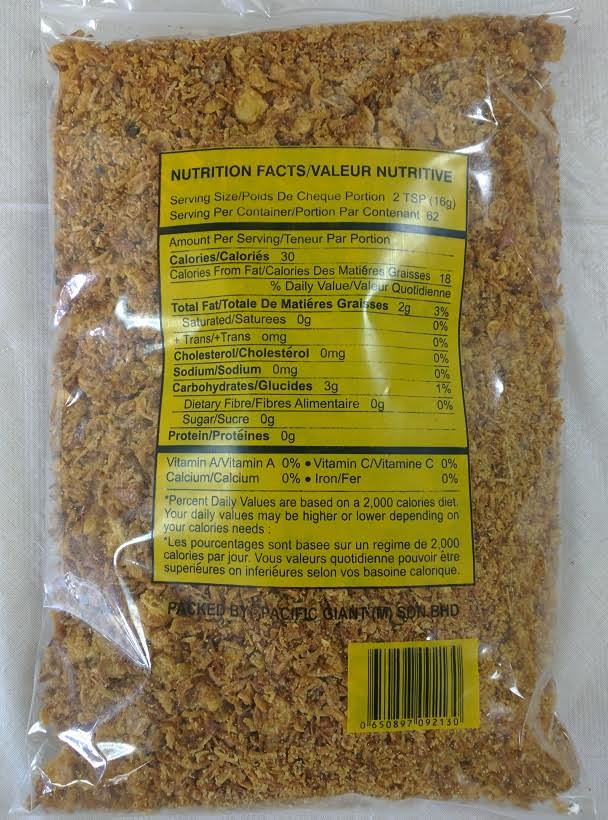 NUTRITION FACTS/VALEUR NUTRITIVE
Serving Size/Poids De Cheque Portion 2 TSP (16g)
Serving Per Container/Portion Par Contenant 62
Amount Per Serving/Teneur Par Portion
Calories/Caloriés 30
Calories From Fat/Calories Des Matiéres Graisses 18
% Daily Value/Valeur Quotidienne
Total Fat/Totale De Matiéres Graisses 2g 3%
Saturated/Saturees 0g 0%
+ Trans/+Trans omg 0%
Cholesterol/Cholestérol 0mg 0%
Sodium/Sodium 0mg 0%
Carbohydrates/Glucides 3g 1%
Dietary Fibre/Fibres Alimentaire 0g 0%
Sugar/Sucre 0g
Protein/Protéines 0g
Vitamin A/Vitamin A 0% • Vitamin C/Vitamine C 0%
Calcium/Calcium 0% • Iron/Fer 0%
*Percent Daily Values are based on a 2,000 calories diet.
Your daily values may be higher or lower depending on
your calories needs :
*Les pourcentages sont basee sur un regime de 2,000
calories par jour. Vous valeurs quotidienne pouvoir être
superiéures on inferiéures selon vos basoine calorique.
PACKED BY PACIFIC GIANT (M) SDN BHD
0 650897 092130